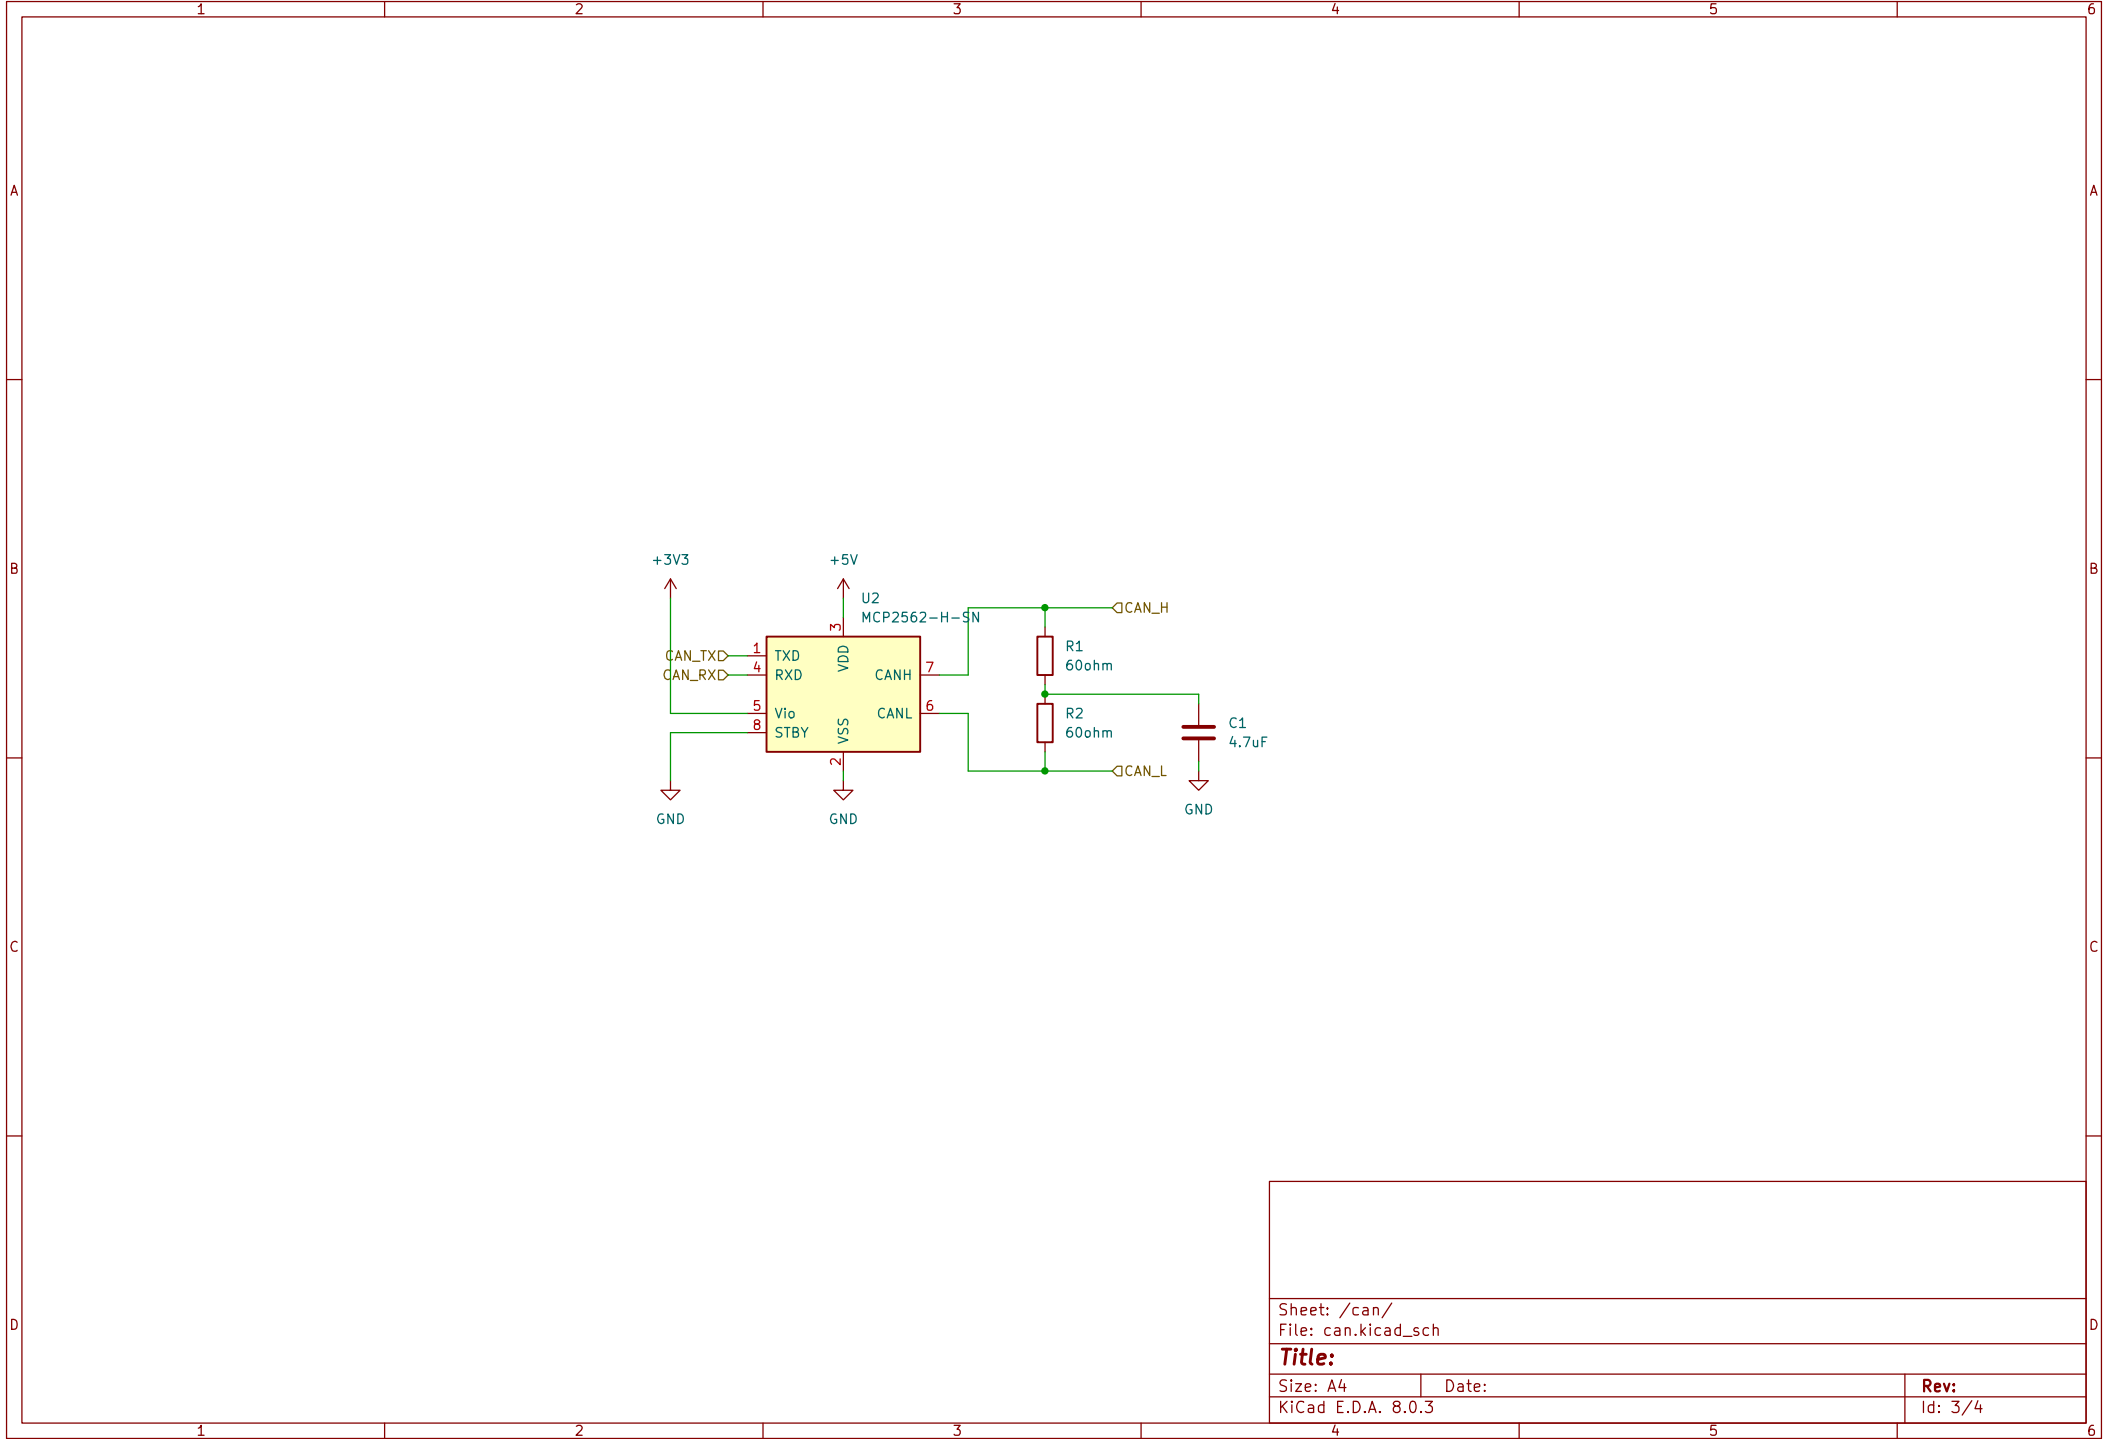 1 2 3 4 5 6
A A
+3V3 +5V
B B
U2
MCP2562-H-SN
CAN_H
3
CAN_TX 1 TXD VDD R1
CAN_RX 4 RXD CANH 7 60ohm
5 Vio CANL 6 R2
8 STBY VSS 60ohm
C1
4.7uF
2
CAN_L
GND GND GND
C C
Sheet: /can/
File: can.kicad_sch
D D
Title:
Size: A4 Date: Rev:
KiCad E.D.A. 8.0.3 Id: 3/4
1 2 3 4 5 6